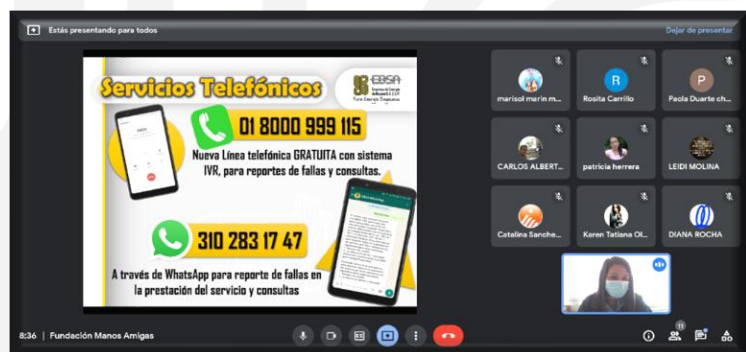 Estás presentando para todos
Dejar de presentar
Servicios Telefónicos
EBSA
01 8000 999 115
Nueva Línea telefónica GRATUITA con sistema
IVR, para reportes de fallas y consultas.
310 283 17 47
A través de WhatsApp para reporte de fallas en
la prestación del servicio y consultas
marisol marin m...
R
Rosita Carrillo
P
Paola Duarte ch...
CARLOS ALBERT...
patricia herrera
LEIDI MOLINA
Catalina Sanche...
Karen Tatiana Ol...
DIANA ROCHA
8:36 | Fundación Manos Amigas
11